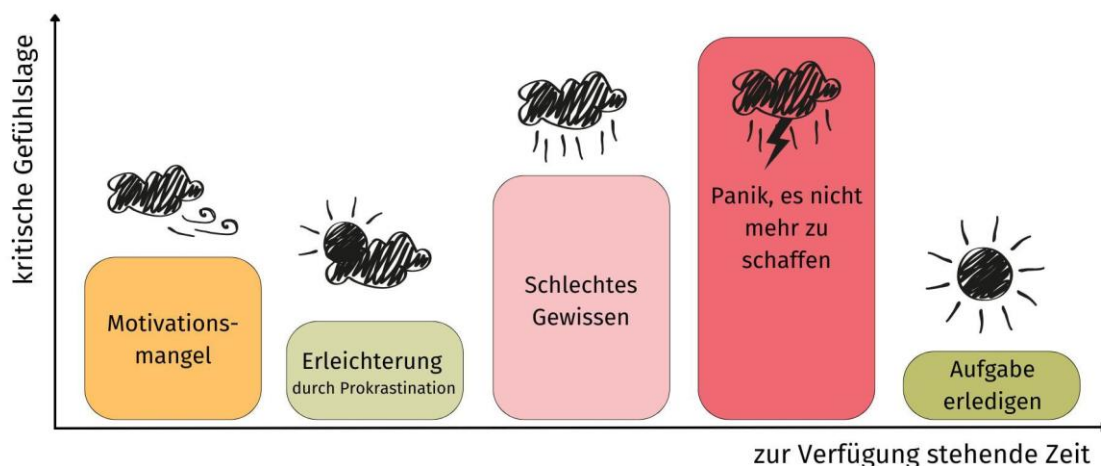 kritische Gefühlslage
Motivations-
mangel
Erleichterung
durch Prokrastination
Schlechtes
Gewissen
Panik, es nicht
mehr zu
schaffen
Aufgabe
erledigen
zur Verfügung stehende Zeit